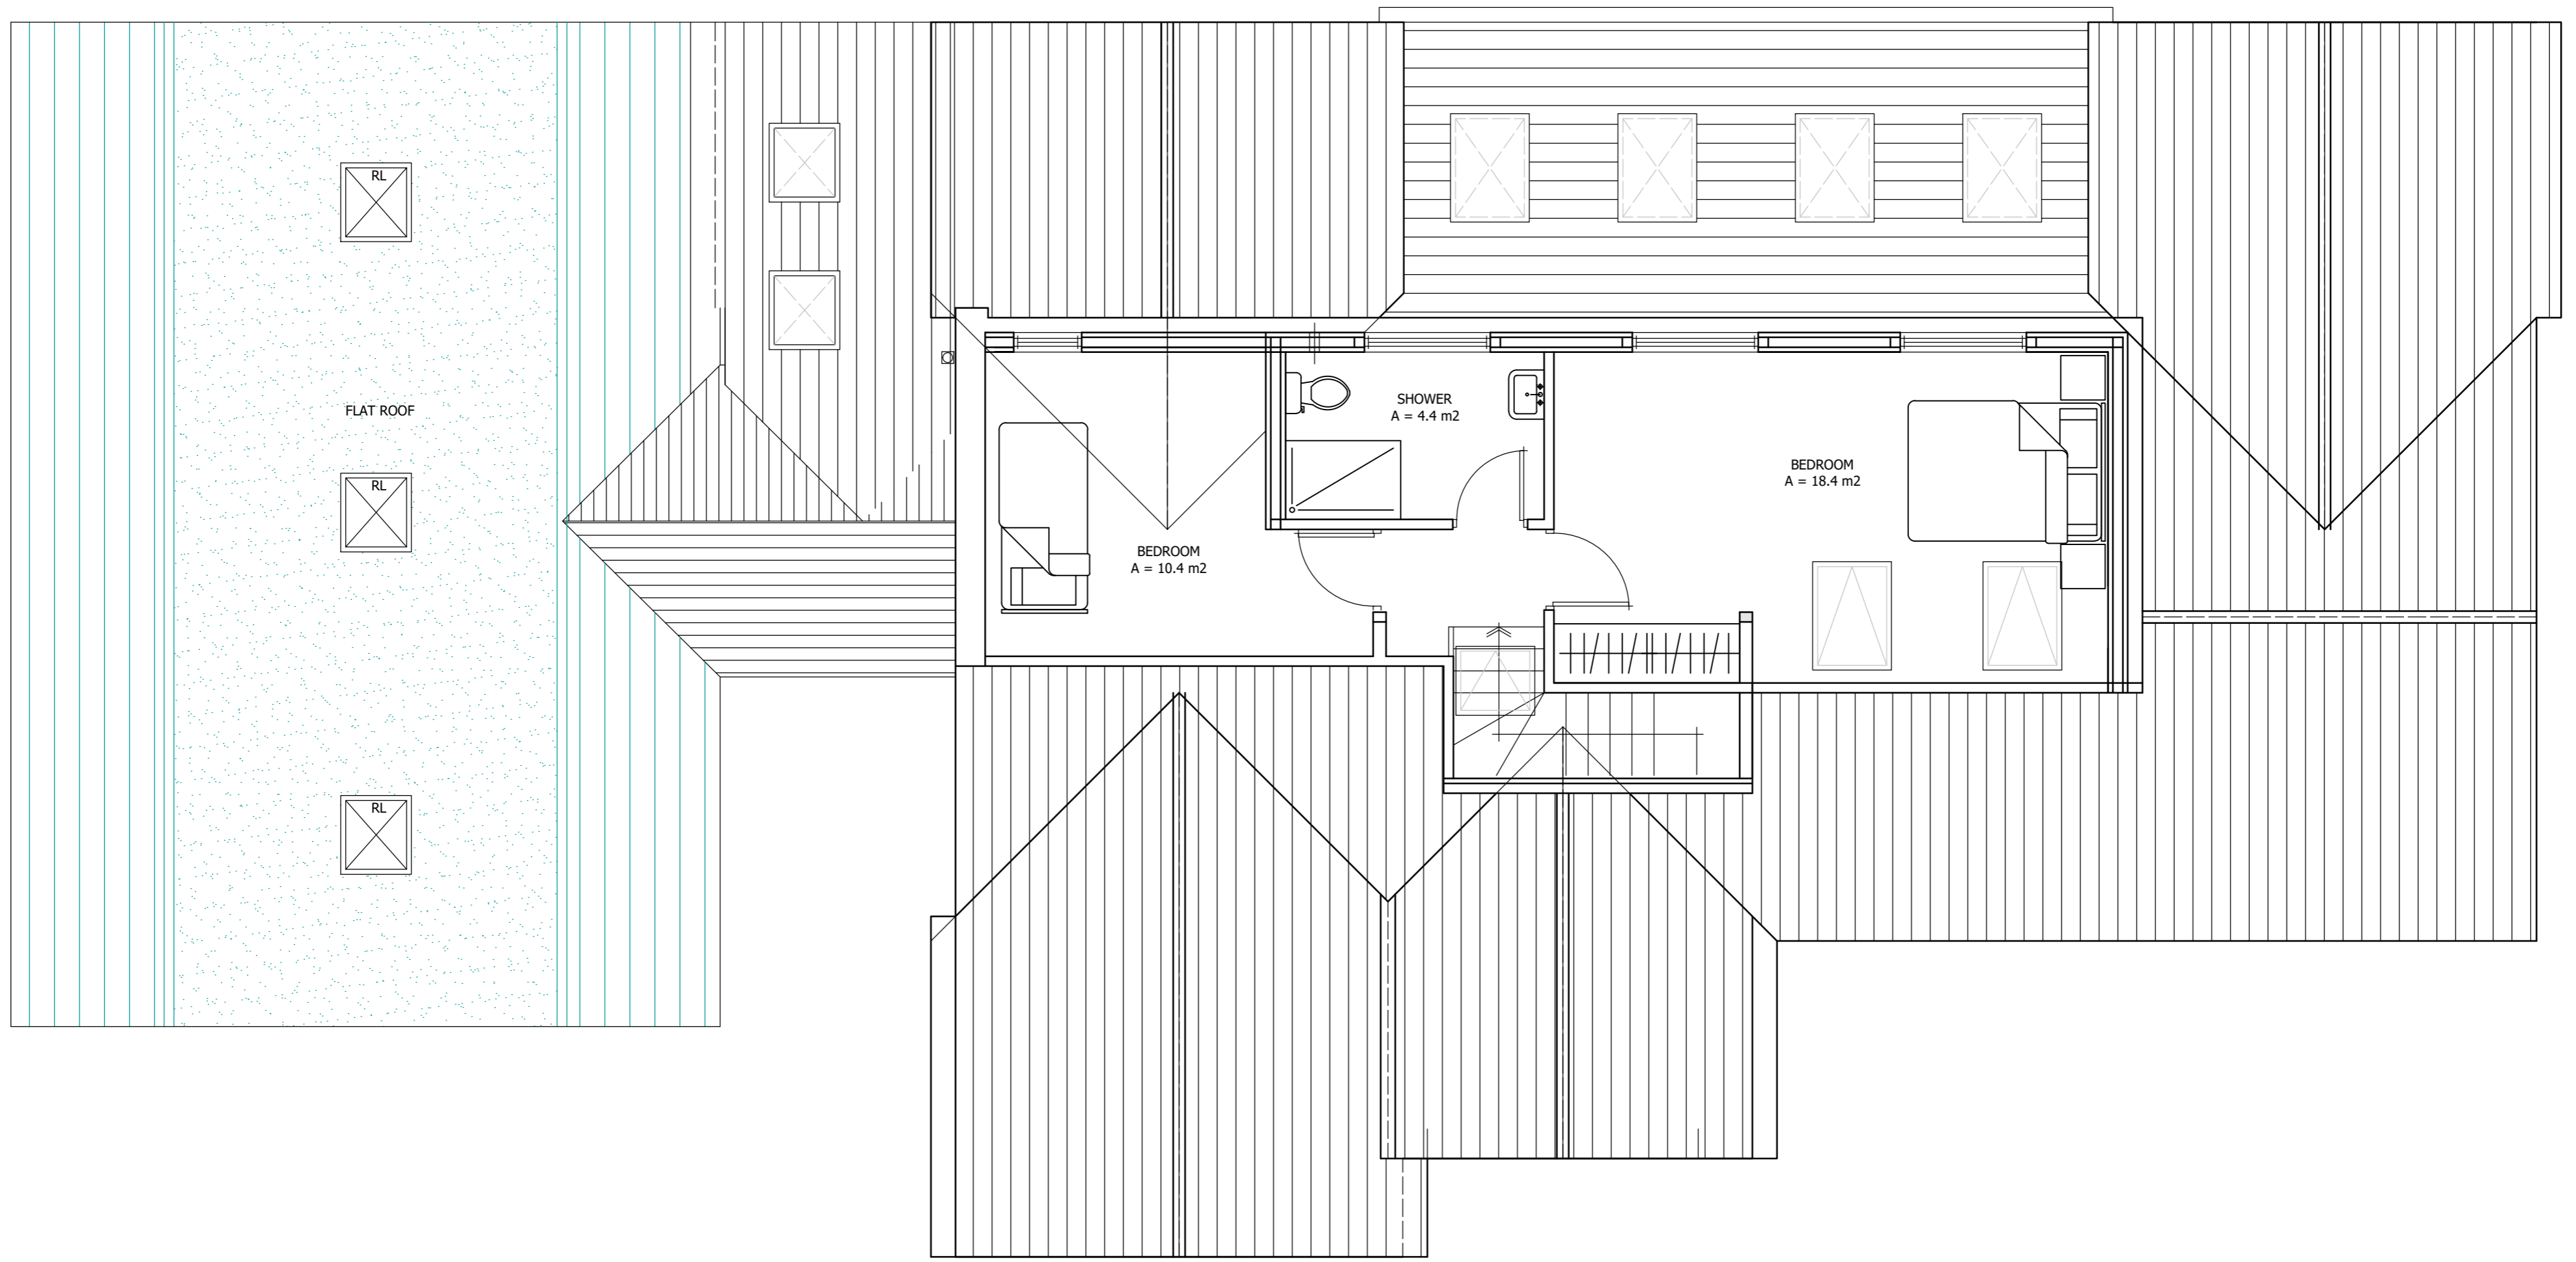 RL
FLAT ROOF
RL
RL
SHOWER
A = 4.4 m2
BEDROOM
A = 18.4 m2
BEDROOM
A = 10.4 m2